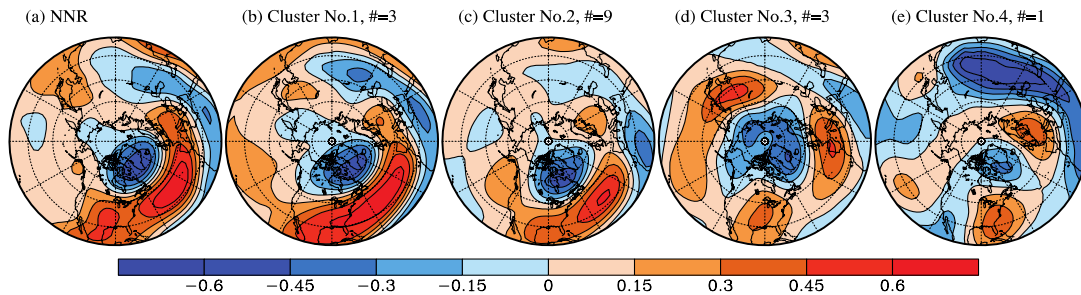 (a) NNR
(b) Cluster No.1, #=3
(c) Cluster No.2, #=9
(d) Cluster No.3, #=3
(e) Cluster No.4, #=1
−0.6 −0.45 −0.3 −0.15 0 0.15 0.3 0.45 0.6